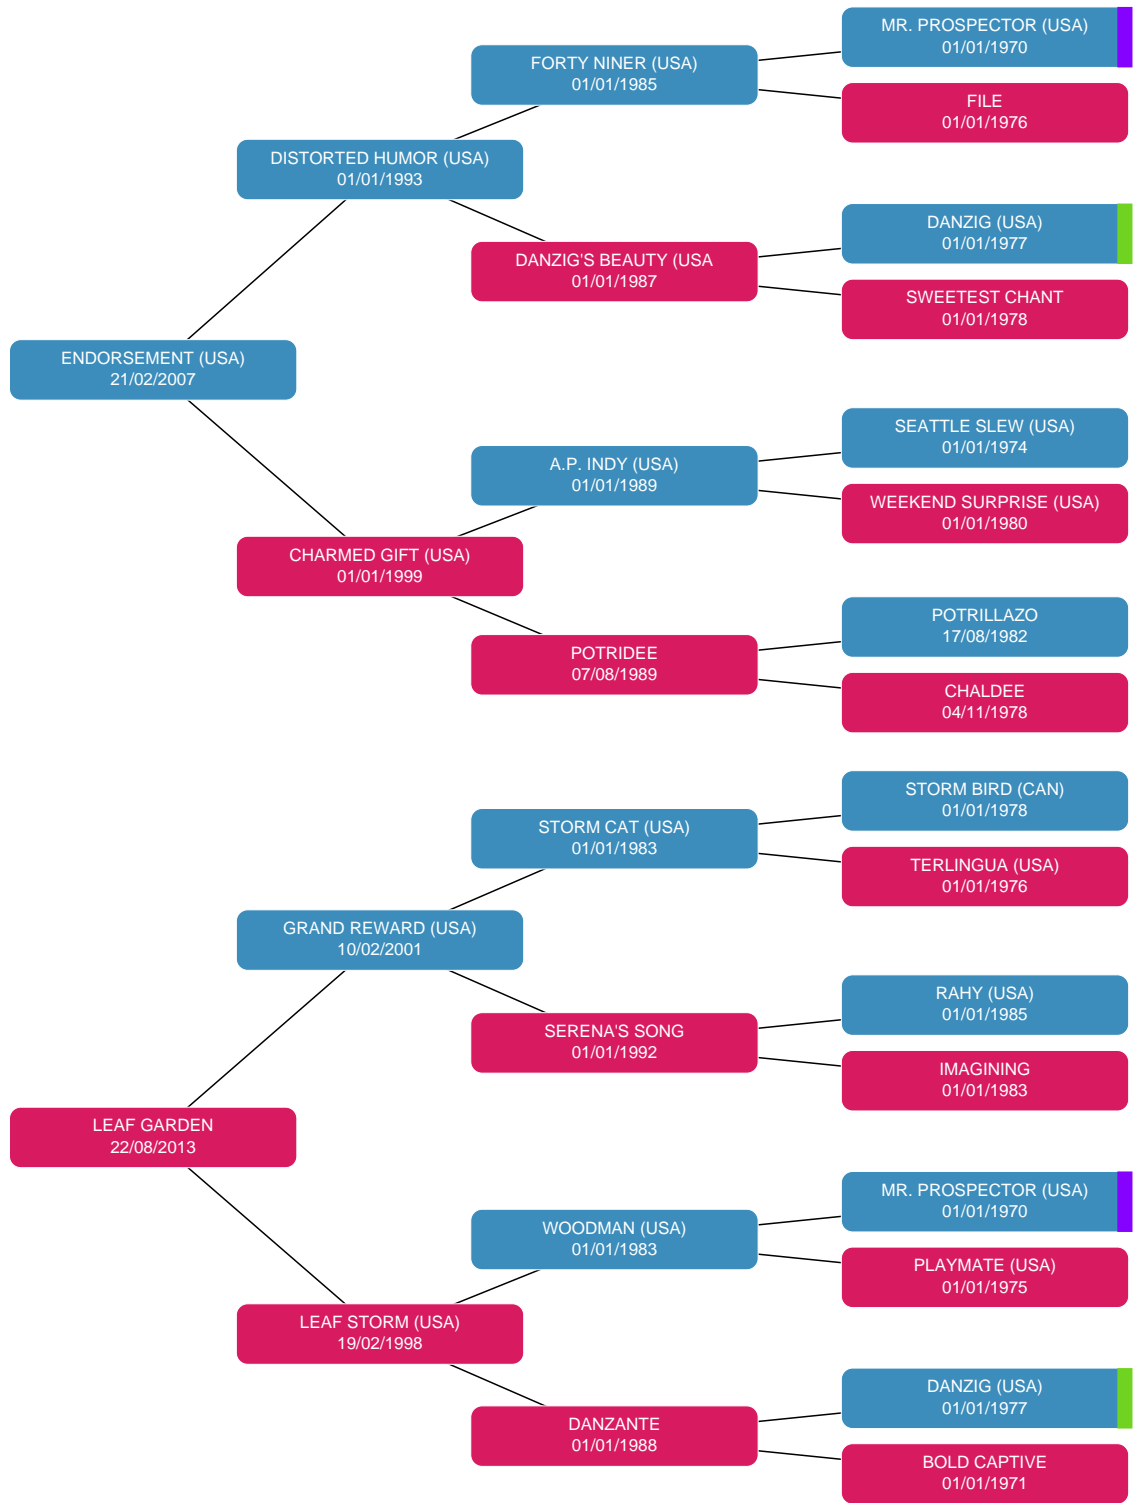 MR. PROSPECTOR (USA)
01/01/1970
FORTY NINER (USA)
01/01/1985
FILE
01/01/1976
DISTORTED HUMOR (USA)
01/01/1993
DANZIG (USA)
01/01/1977
DANZIG'S BEAUTY (USA
01/01/1987
SWEETEST CHANT
01/01/1978
ENDORSEMENT (USA)
21/02/2007
SEATTLE SLEW (USA)
01/01/1974
A.P. INDY (USA)
01/01/1989
WEEKEND SURPRISE (USA)
01/01/1980
CHARMED GIFT (USA)
01/01/1999
POTRILLAZO
17/08/1982
POTRIDEE
07/08/1989
CHALDEE
04/11/1978
STORM BIRD (CAN)
01/01/1978
STORM CAT (USA)
01/01/1983
TERLINGUA (USA)
01/01/1976
GRAND REWARD (USA)
10/02/2001
RAHY (USA)
01/01/1985
SERENA'S SONG
01/01/1992
IMAGINING
01/01/1983
LEAF GARDEN
22/08/2013
MR. PROSPECTOR (USA)
01/01/1970
WOODMAN (USA)
01/01/1983
PLAYMATE (USA)
01/01/1975
LEAF STORM (USA)
19/02/1998
DANZIG (USA)
01/01/1977
DANZANTE
01/01/1988
BOLD CAPTIVE
01/01/1971